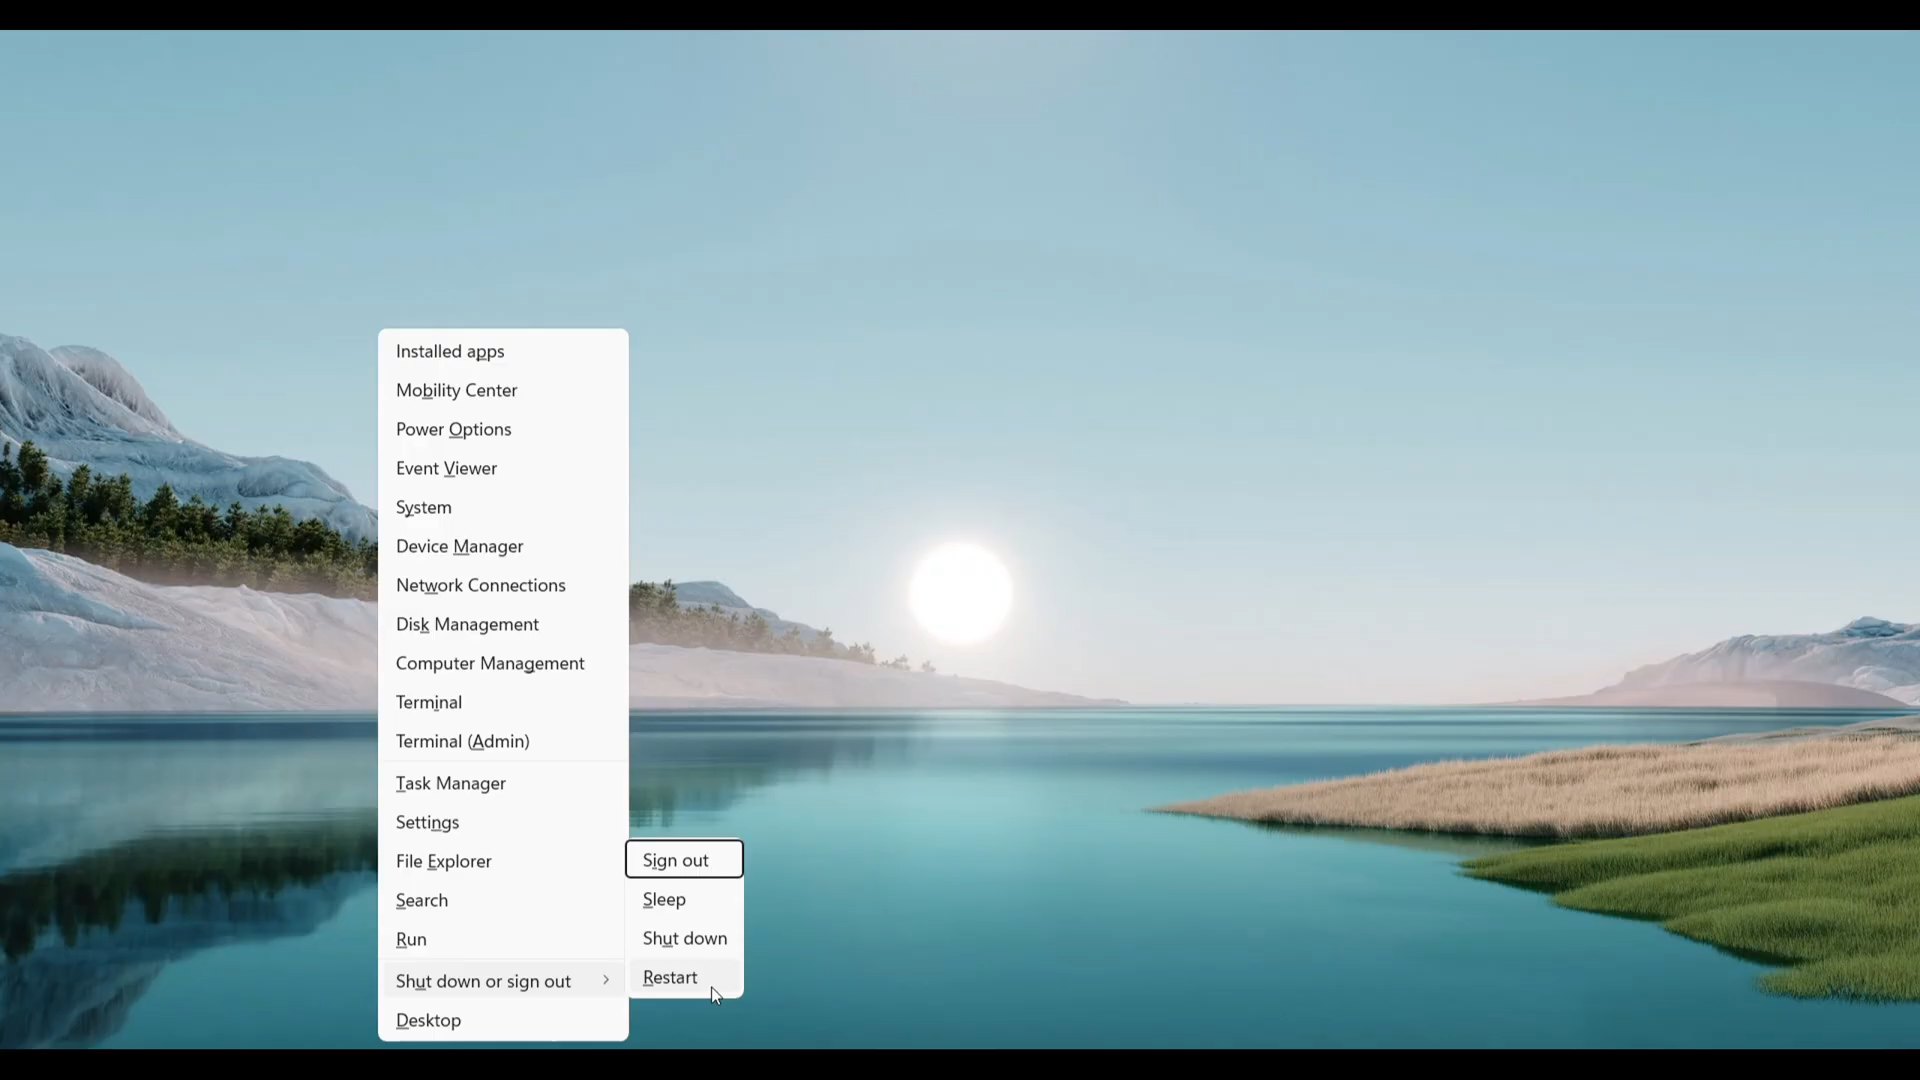 Installed apps
Mobility Center
Power Options
Event Viewer
System
Device Manager
Network Connections
Disk Management
Computer Management
Terminal
Terminal (Admin)
Task Manager
Settings
File Explorer
Search
Run
Shut down or sign out
Desktop
Sign out
Sleep
Shut down
Restart